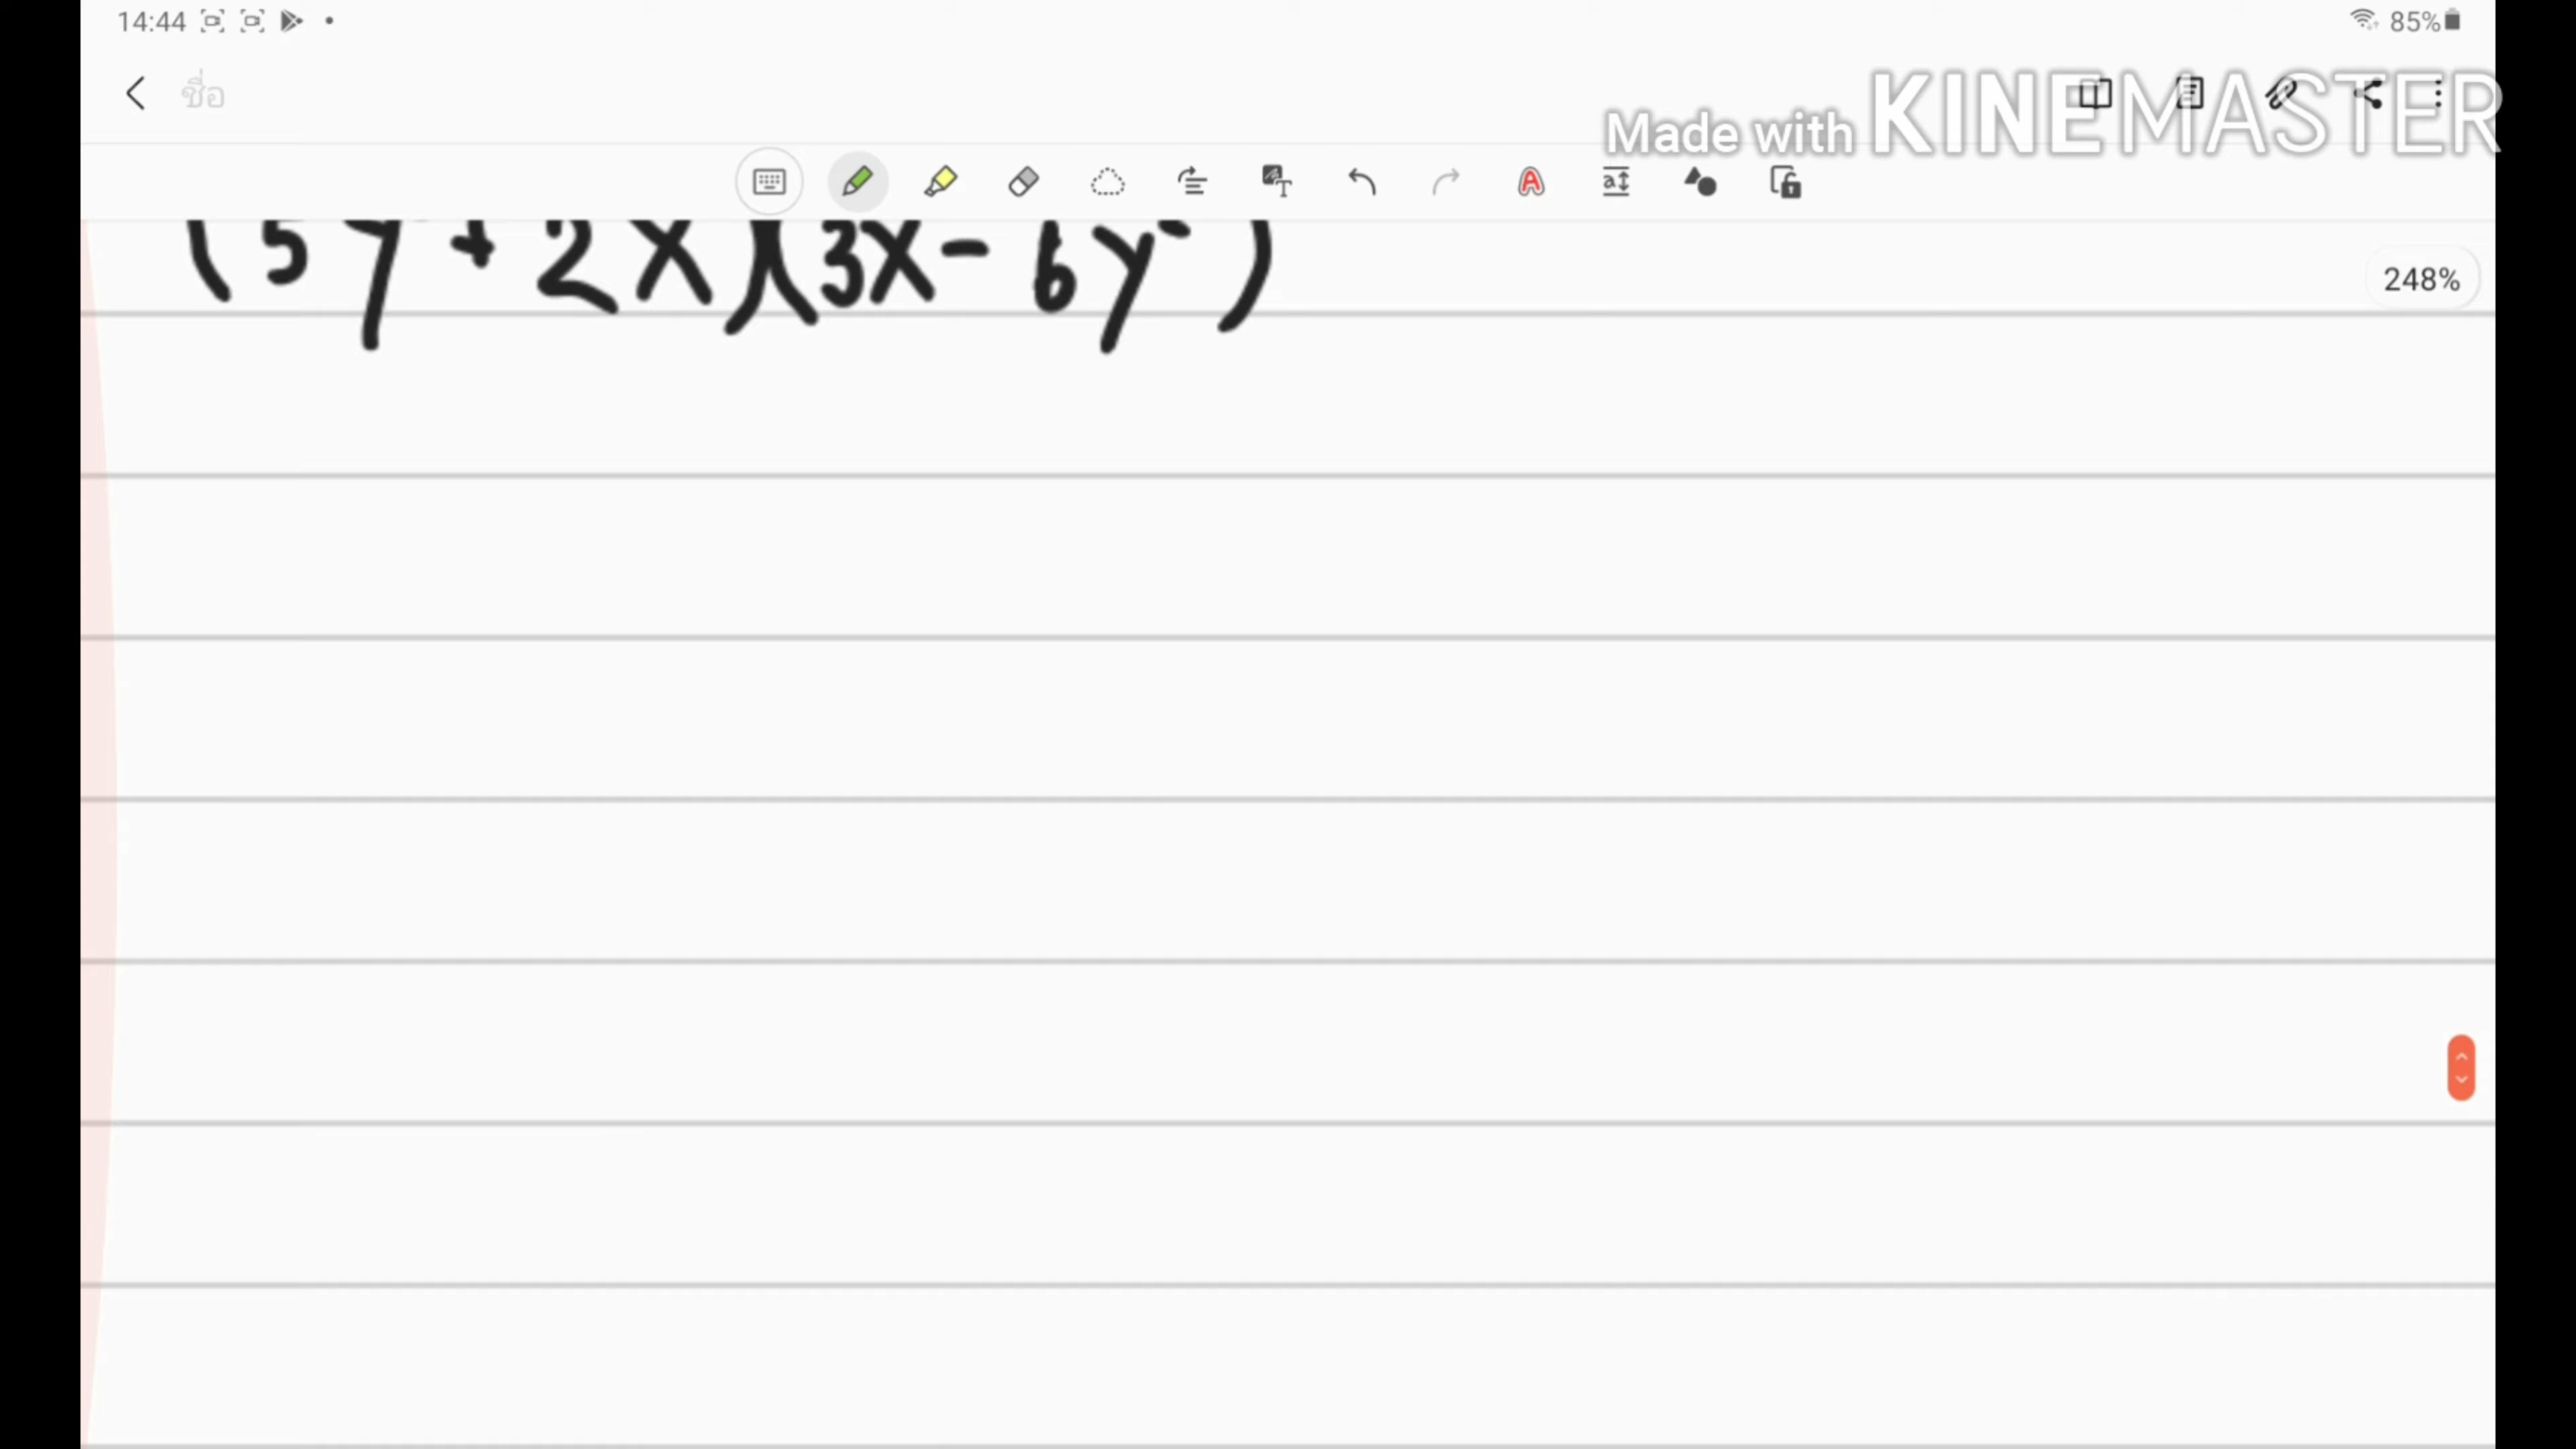 14:44
85%
ชื่อ
Made with KINEMASTER
(5y + 2x)(3x - 6y )
248%